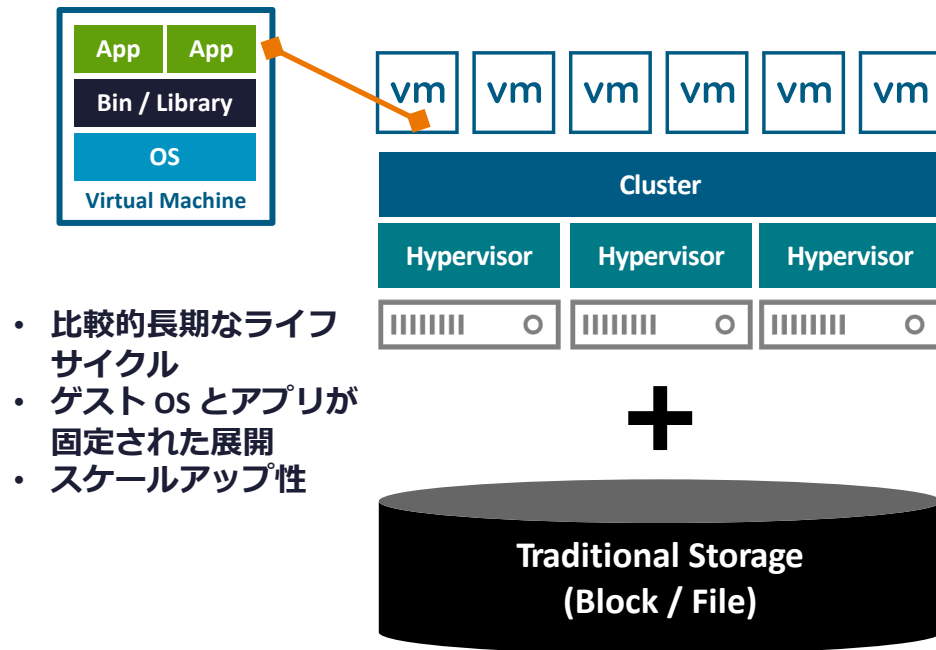 App App
Bin / Library
OS
Virtual Machine
vm vm vm vm vm vm
Cluster
Hypervisor Hypervisor Hypervisor
• 比較的長期なライフ
サイクル
• ゲスト OS とアプリが
固定された展開
• スケールアップ性
+
Traditional Storage
(Block / File)